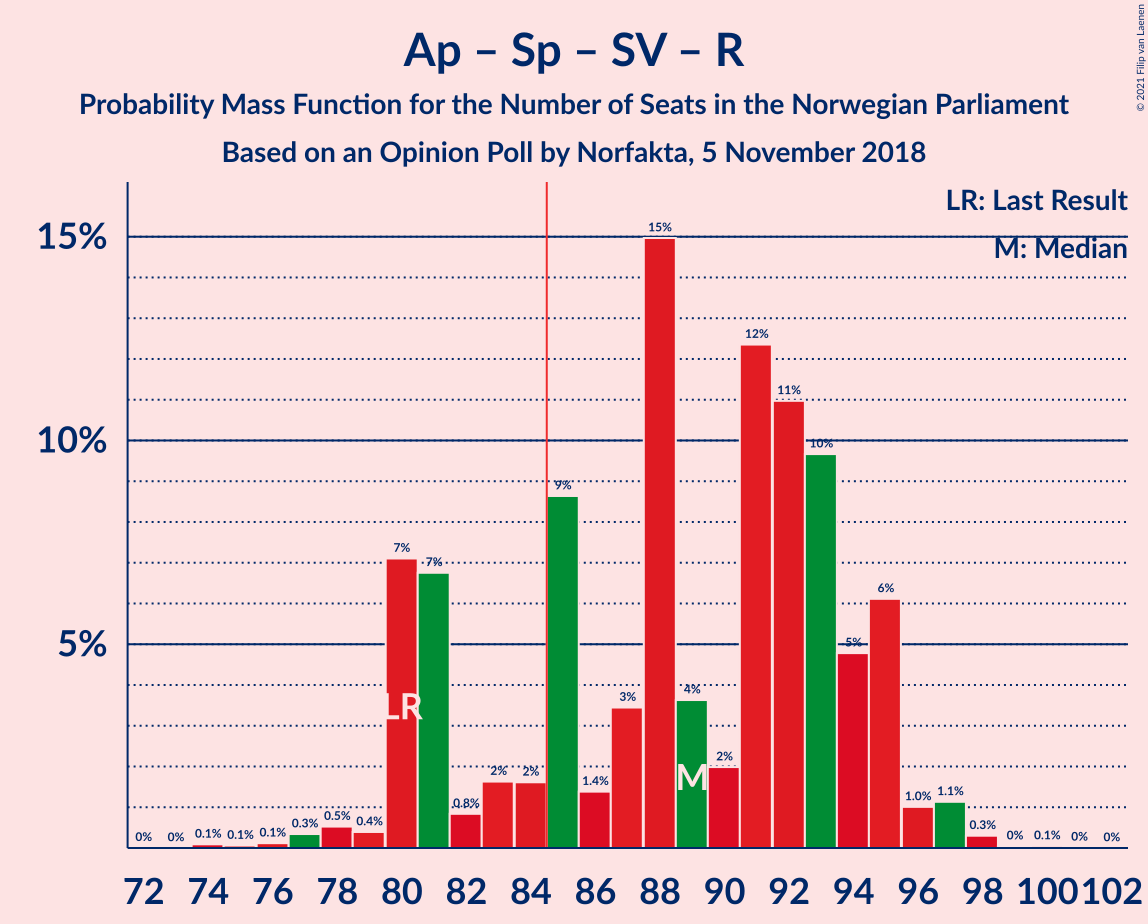 Ap – Sp – SV – R
Probability Mass Function for the Number of Seats in the Norwegian Parliament
Based on an Opinion Poll by Norfakta, 5 November 2018
© 2021 Filip van Laenen
LR: Last Result
M: Median
15%
10%
5%
0% 0% 0.1% 0.1% 0.1% 0.3% 0.5% 0.4% 7% 7% 0.8% 2% 2% 9% 1.4% 3% 15% 4% 2% 12% 11% 10% 5% 6% 1.0% 1.1% 0.3% 0% 0.1% 0% 0%
LR
M
72 74 76 78 80 82 84 86 88 90 92 94 96 98 100 102